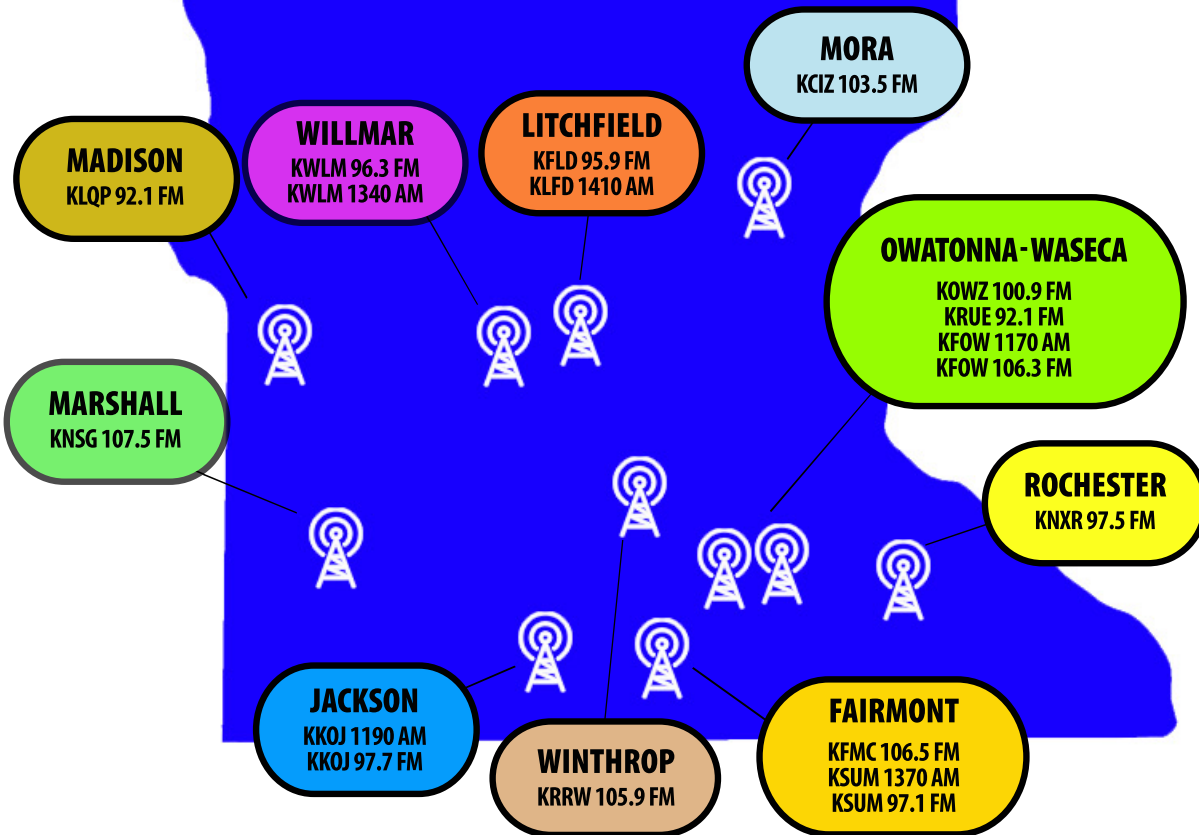 MORA
KCIZ 103.5 FM
MADISON
KLQP 92.1 FM
WILLMAR
KWLM 96.3 FM
KWLM 1340 AM
LITCHFIELD
KFLD 95.9 FM
KLFD 1410 AM
OWATONNA-WASECA
KOWZ 100.9 FM
KRUE 92.1 FM
KFOW 1170 AM
KFOW 106.3 FM
MARSHALL
KNSG 107.5 FM
ROCHESTER
KNXR 97.5 FM
JACKSON
KKOJ 1190 AM
KKOJ 97.7 FM
WINTHROP
KRRW 105.9 FM
FAIRMONT
KFMC 106.5 FM
KSUM 1370 AM
KSUM 97.1 FM